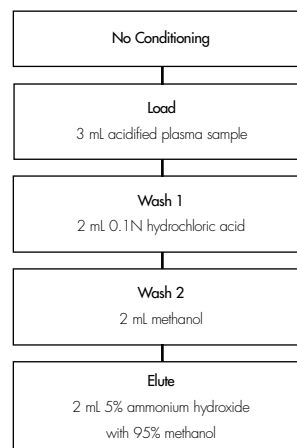 No Conditioning
Load
3 mL acidified plasma sample
Wash 1
2 mL 0.1N hydrochloric acid
Wash 2
2 mL methanol
Elute
2 mL 5% ammonium hydroxide
with 95% methanol